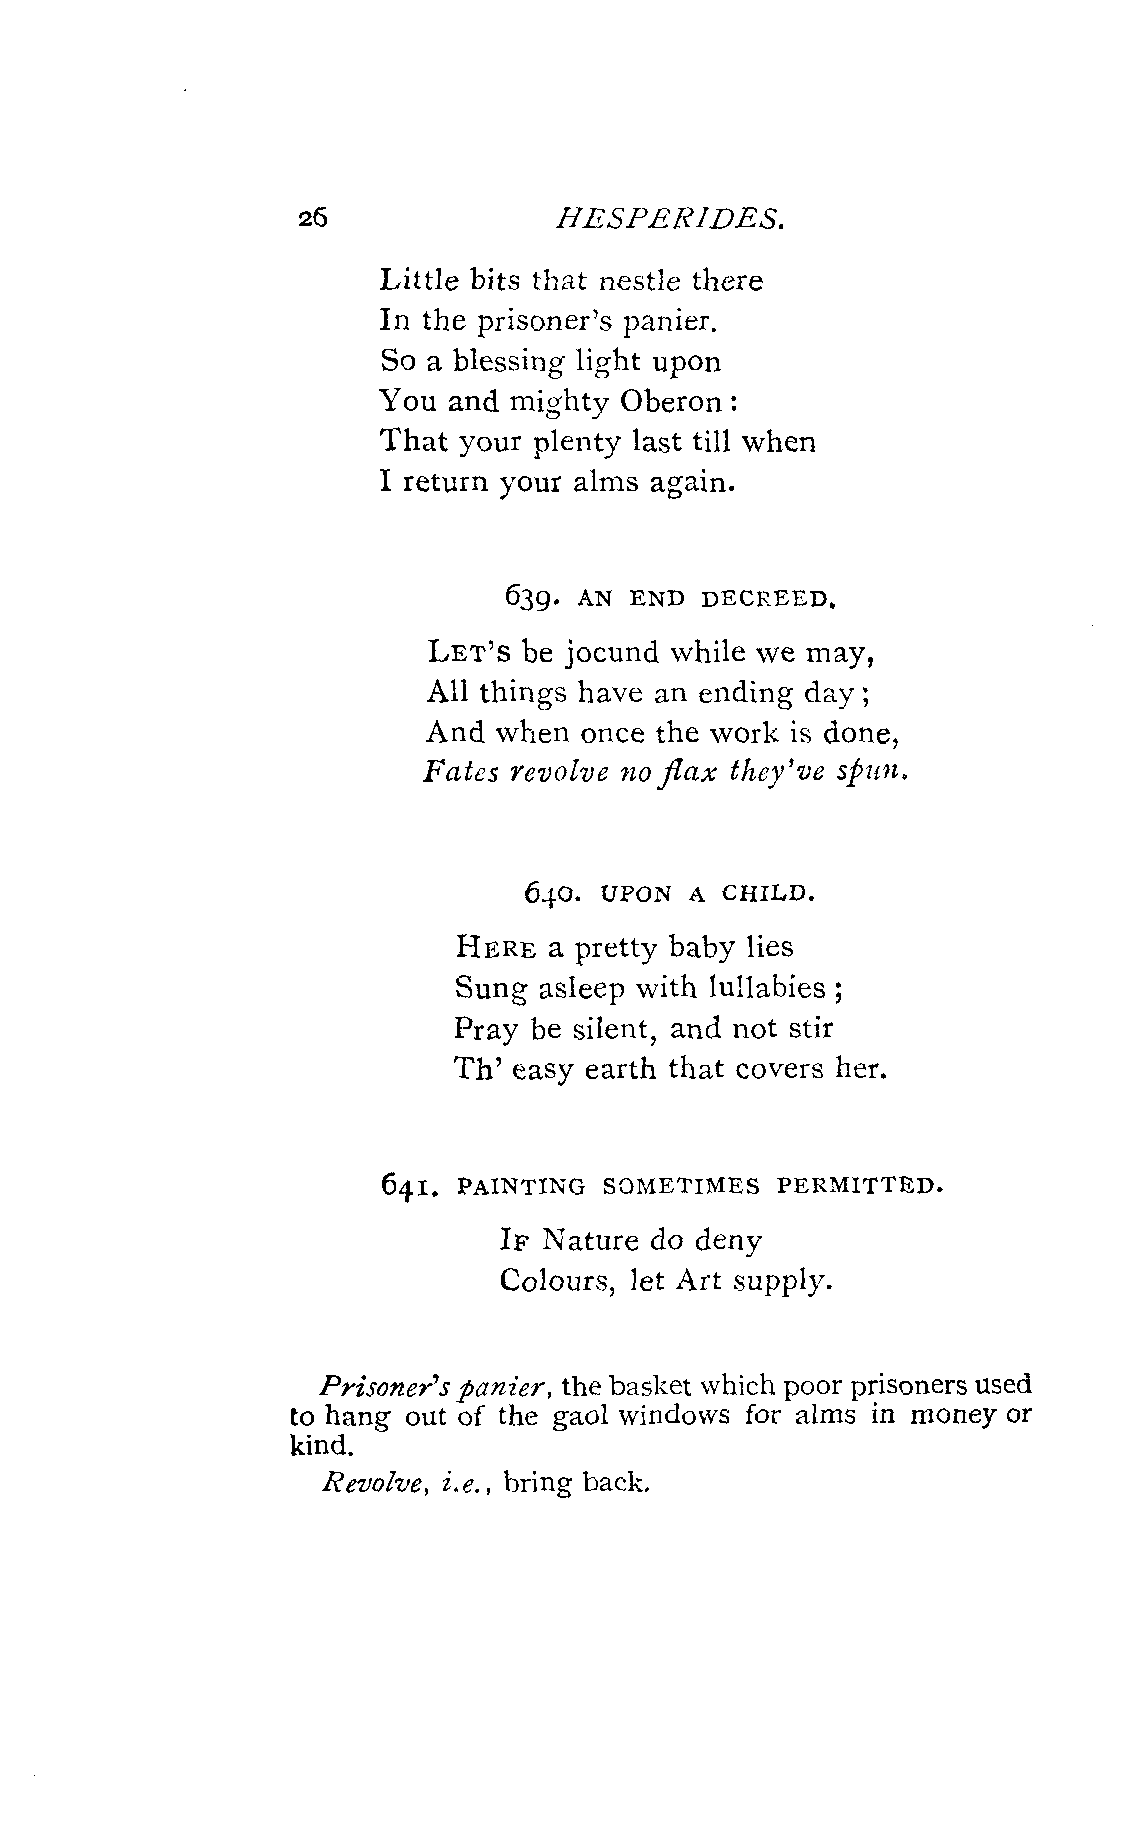 26 HESPERIDES.
Little bits that nestle there
In the prisoner's panier.
So a blessing light upon
You and mighty Oberon :
That your plenty last till when
I return your alms again.
639. AN END DECREED.
LET'S be jocund while we may,
All things have an ending day ;
And when once the work is done,
Fates revolve no flax they've spun.
640. UPON A CHILD.
HERE a pretty baby lies
Sung asleep with lullabies ;
Pray be silent, and not stir
Th' easy earth that covers her.
641. PAINTING SOMETIMES PERMITTED.
IF Nature do deny
Colours, let Art supply.
Prisoner's panier, the basket which poor prisoners used
to hang out of the gaol windows for alms in money or
kind.
Revolve, i.e., bring back.